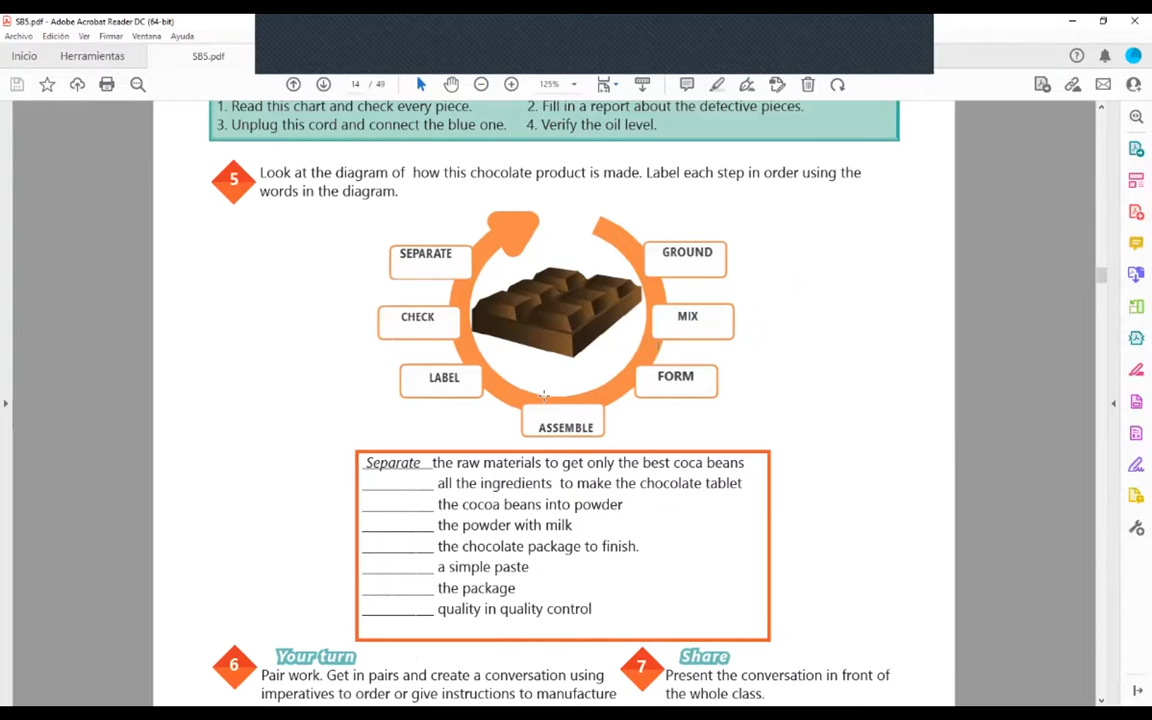 SB5.pdf - Adobe Acrobat Reader DC (64-bit)
Archivo Edición Ver Firmar Ventana Ayuda
Inicio Herramientas SB5.pdf
14 / 49 125%
1. Read this chart and check every piece. 2. Fill in a report about the defective pieces.
3. Unplug this cord and connect the blue one. 4. Verify the oil level.
5 Look at the diagram of how this chocolate product is made. Label each step in order using the
words in the diagram.
SEPARATE GROUND
CHECK MIX
LABEL FORM
ASSEMBLE
Separate the raw materials to get only the best coca beans
________ all the ingredients to make the chocolate tablet
________ the cocoa beans into powder
________ the powder with milk
________ the chocolate package to finish.
________ a simple paste
________ the package
________ quality in quality control
6 Your turn
Pair work. Get in pairs and create a conversation using
imperatives to order or give instructions to manufacture
7 Share
Present the conversation in front of
the whole class.